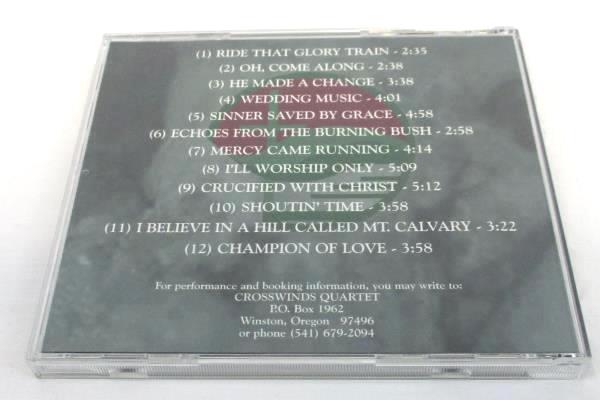 (1) RIDE THAT GLORY TRAIN - 2:35
(2) OH, COME ALONG - 2:38
(3) HE MADE A CHANGE - 3:38
(4) WEDDING MUSIC - 4:01
(5) SINNER SAVED BY GRACE - 4:58
(6) ECHOES FROM THE BURNING BUSH - 2:58
(7) MERCY CAME RUNNING - 4:14
(8) I'LL WORSHIP ONLY - 5:09
(9) CRUCIFIED WITH CHRIST - 5:12
(10) SHOUTIN' TIME - 3:58
(11) I BELIEVE IN A HILL CALLED MT. CALVARY - 3:22
(12) CHAMPION OF LOVE - 3:58
For performance and booking information, you may write to:
CROSSWINDS QUARTET
P.O. Box 1962
Winston, Oregon 97496
or phone (541) 679-2094